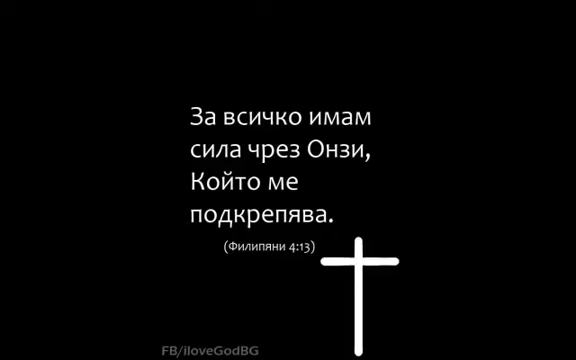 За всичко имам
сила чрез Онзи,
Който ме
подкрепява.
(Филипяни 4:13)
FB/iloveGodBG